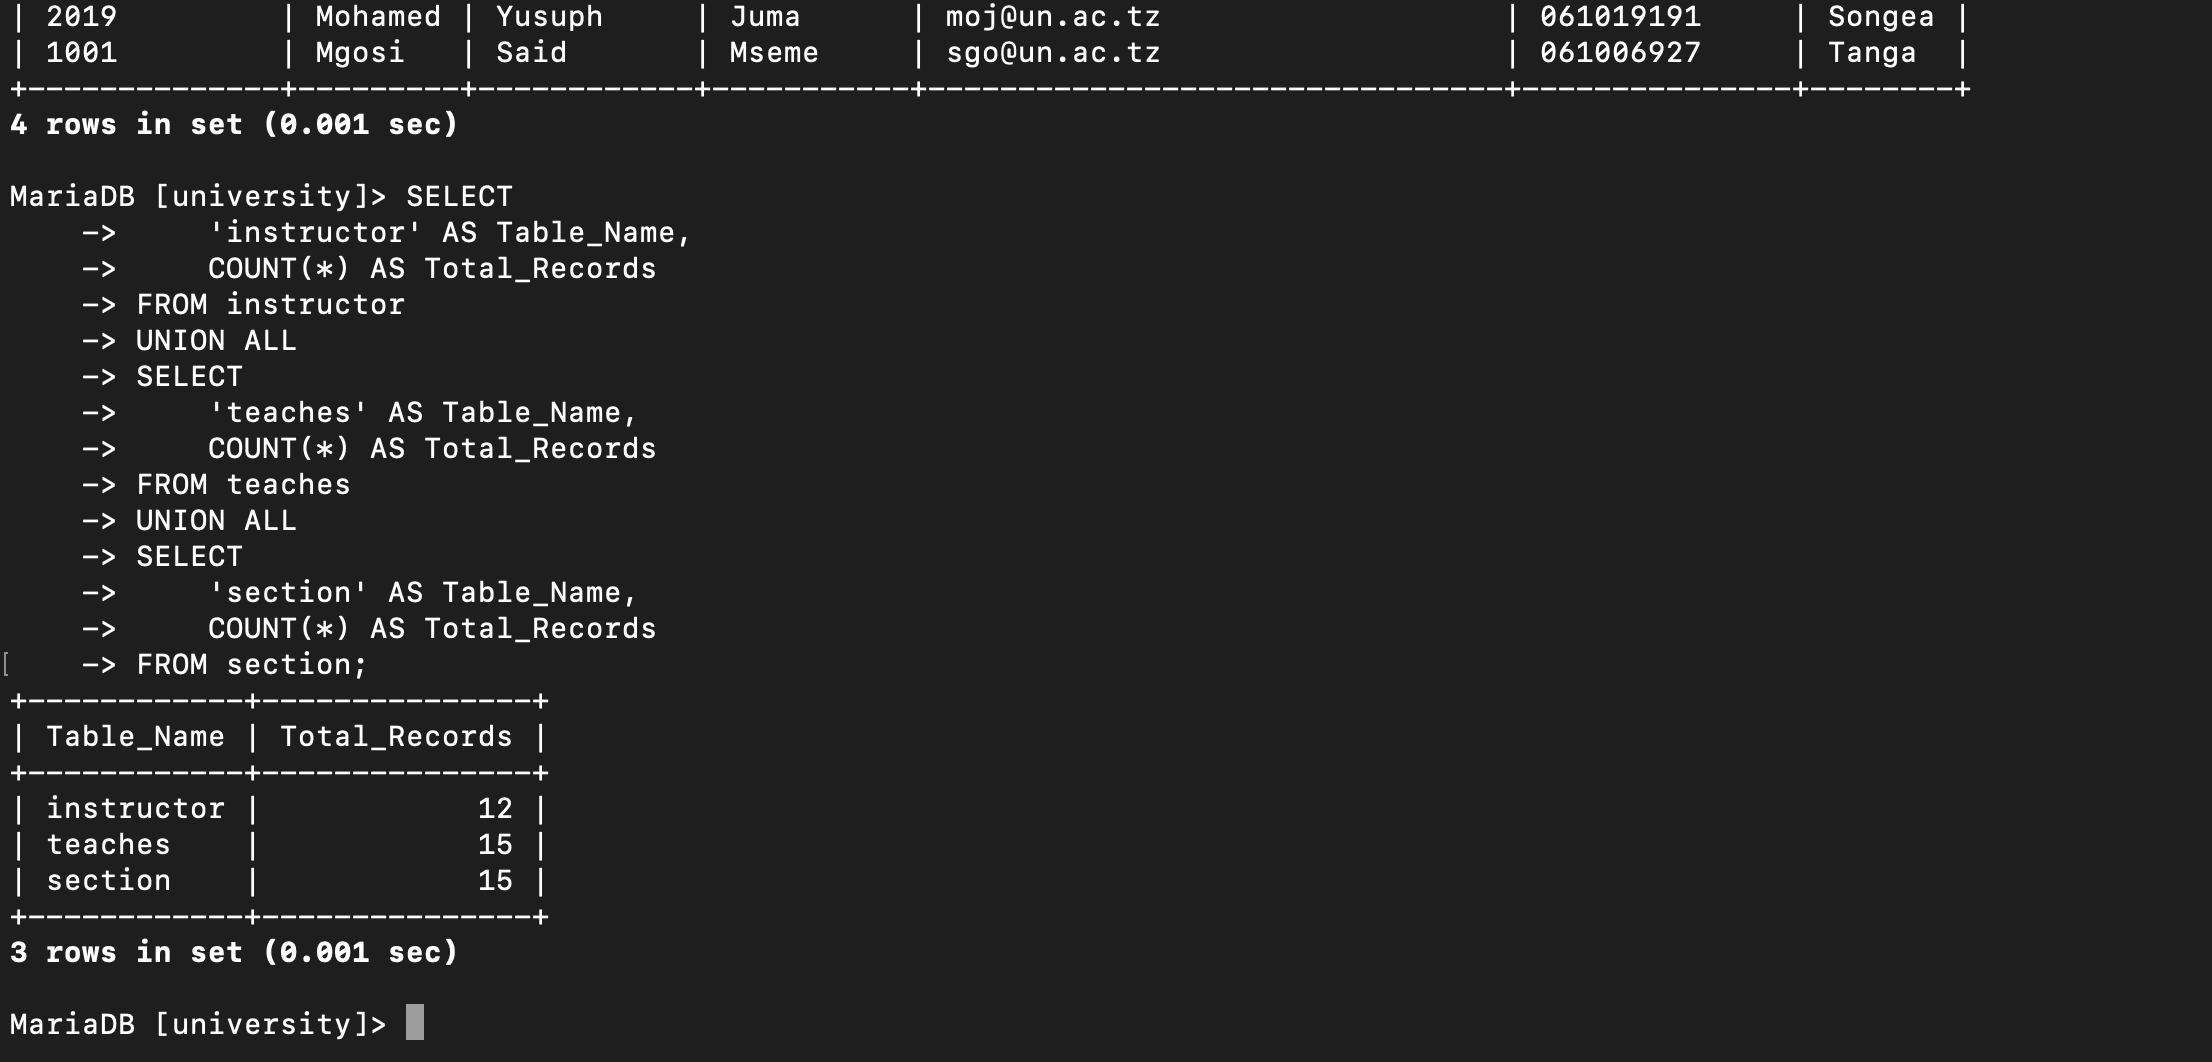 | 2019         | Mohamed | Yusuph     | Juma      | moj@un.ac.tz                   | 061019191     | Songea |
| 1001         | Mgosi   | Said       | Mseme     | sgo@un.ac.tz                   | 061006927     | Tanga  |
+--------------+---------+------------+-----------+--------------------------------+---------------+--------+
4 rows in set (0.001 sec)

MariaDB [university]> SELECT
    ->     'instructor' AS Table_Name,
    ->     COUNT(*) AS Total_Records
    -> FROM instructor
    -> UNION ALL
    -> SELECT
    ->     'teaches' AS Table_Name,
    ->     COUNT(*) AS Total_Records
    -> FROM teaches
    -> UNION ALL
    -> SELECT
    ->     'section' AS Table_Name,
    ->     COUNT(*) AS Total_Records
[    -> FROM section;
+------------+---------------+
| Table_Name | Total_Records |
+------------+---------------+
| instructor |            12 |
| teaches    |            15 |
| section    |            15 |
+------------+---------------+
3 rows in set (0.001 sec)

MariaDB [university]>